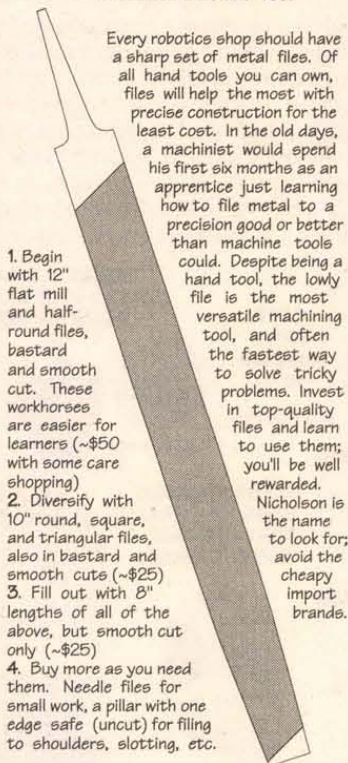 Every robotics shop should have
a sharp set of metal files. Of
all hand tools you can own,
files will help the most with
precise construction for the
least cost. In the old days,
a machinist would spend
his first six months as an
apprentice just learning
how to file metal to a
precision good or better
than machine tools
could. Despite being a
hand tool, the lowly
file is the most
versatile machining
tool, and often
the fastest way
to solve tricky
problems. Invest
in top-quality
files and learn
to use them;
you'll be well
rewarded.
Nicholson is
the name
to look for;
avoid the
cheapy
import
brands.
1. Begin
with 12"
flat mill
and half-
round files,
bastard
and smooth
cut. These
workhorses
are easier for
learners (~$50
with some care
shopping)
2. Diversify with
10" round, square,
and triangular files,
also in bastard and
smooth cuts (~$25)
3. Fill out with 8"
lengths of all of the
above, but smooth cut
only (~$25)
4. Buy more as you need
them. Needle files for
small work, a pillar with one
edge safe (uncut) for filing
to shoulders, slotting, etc.